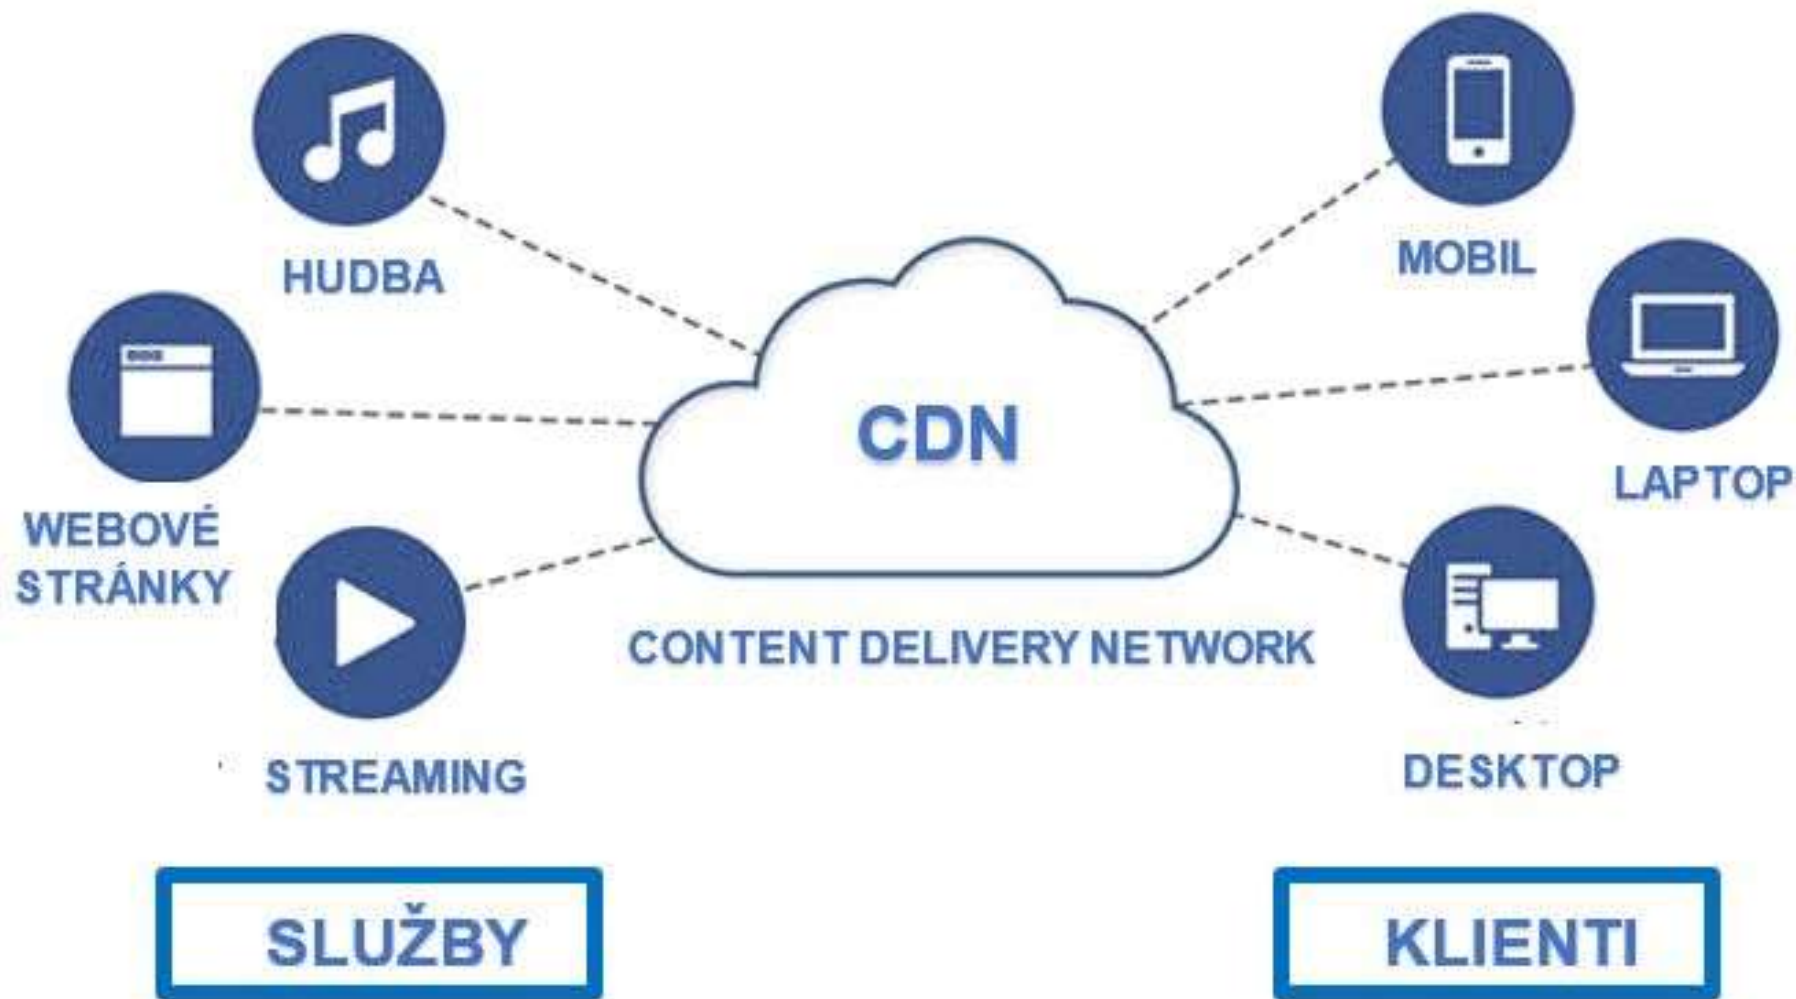 HUDBA
WEBOVÉ
STRÁNKY
STREAMING
CDN
CONTENT DELIVERY NETWORK
MOBIL
LAPTOP
DESKTOP
SLUŽBY
KLIENTI